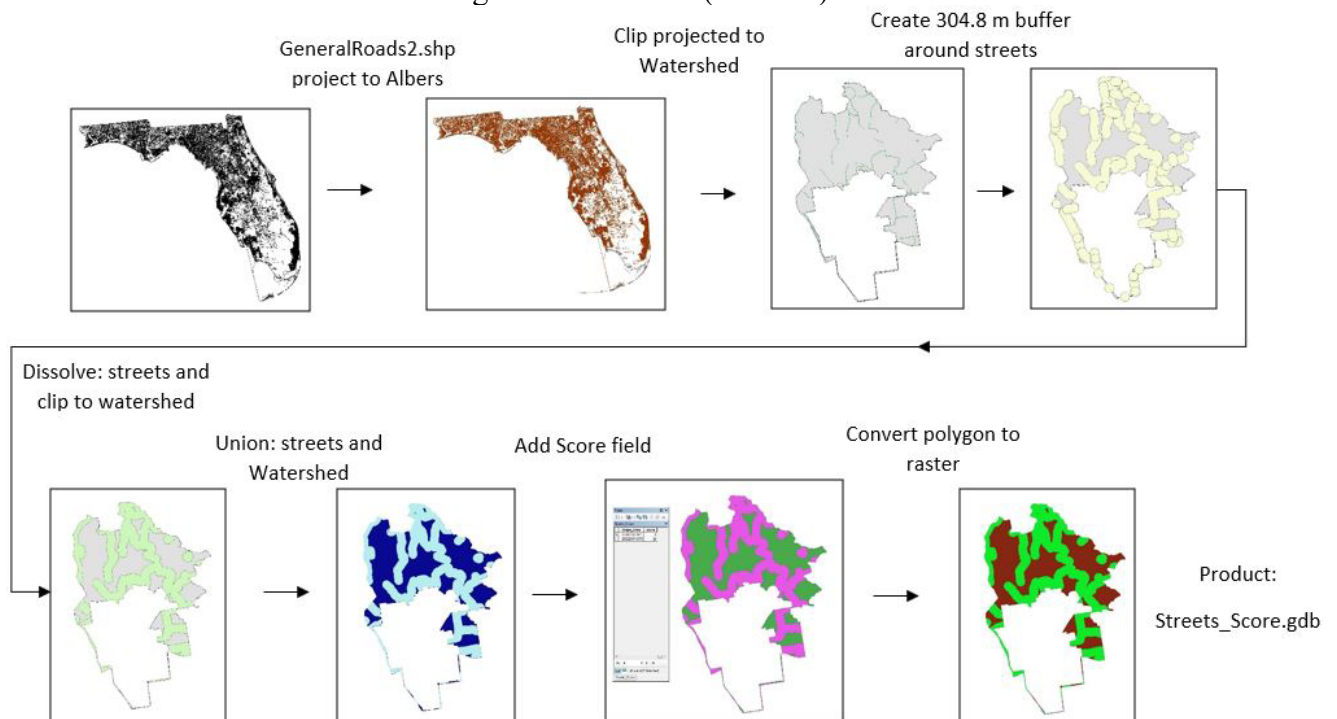 GeneralRoads2.shp
project to Albers
Clip projected to
Watershed
Create 304.8 m buffer
around streets
Dissolve: streets and
clip to watershed
Union: streets and
Watershed
Add Score field
Convert polygon to
raster
Product:
Streets_Score.gdb